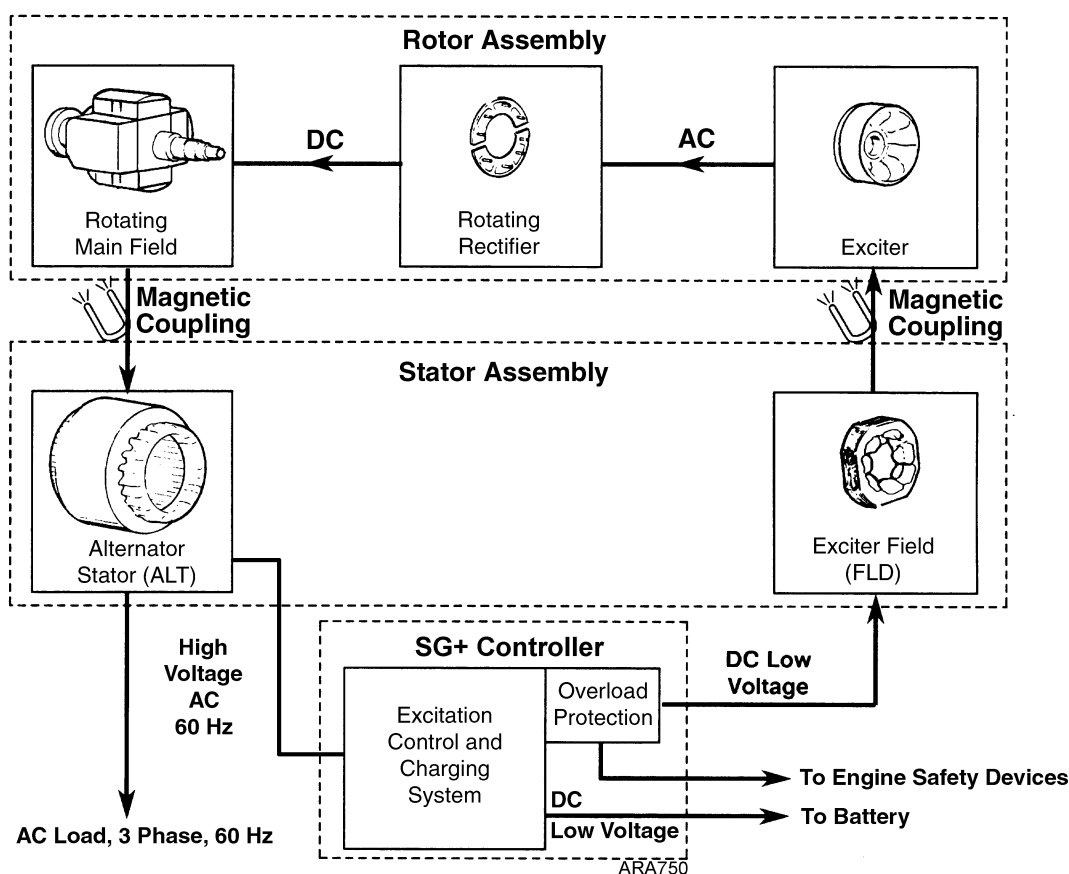 Rotor Assembly
DC
AC
Rotating
Main Field
Rotating
Rectifier
Exciter
Magnetic
Coupling
Magnetic
Coupling
Stator Assembly
Alternator
Stator (ALT)
Exciter Field
(FLD)
High
Voltage
AC
60 Hz
SG+ Controller
Excitation
Control and
Charging
System
Overload
Protection
DC Low
Voltage
To Engine Safety Devices
DC
Low Voltage
To Battery
AC Load, 3 Phase, 60 Hz
ARA750